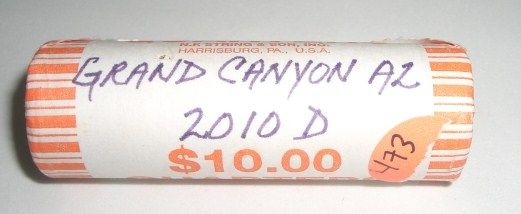 N.F. STRING & SON, INC.
HARRISBURG, PA., U.S.A.
GRAND CANYON AZ
2010 D
$10.00
473